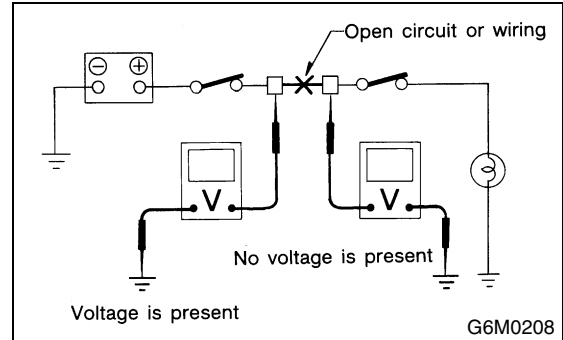 Open circuit or wiring
⊖ ⊕
V
V
No voltage is present
Voltage is present
G6M0208